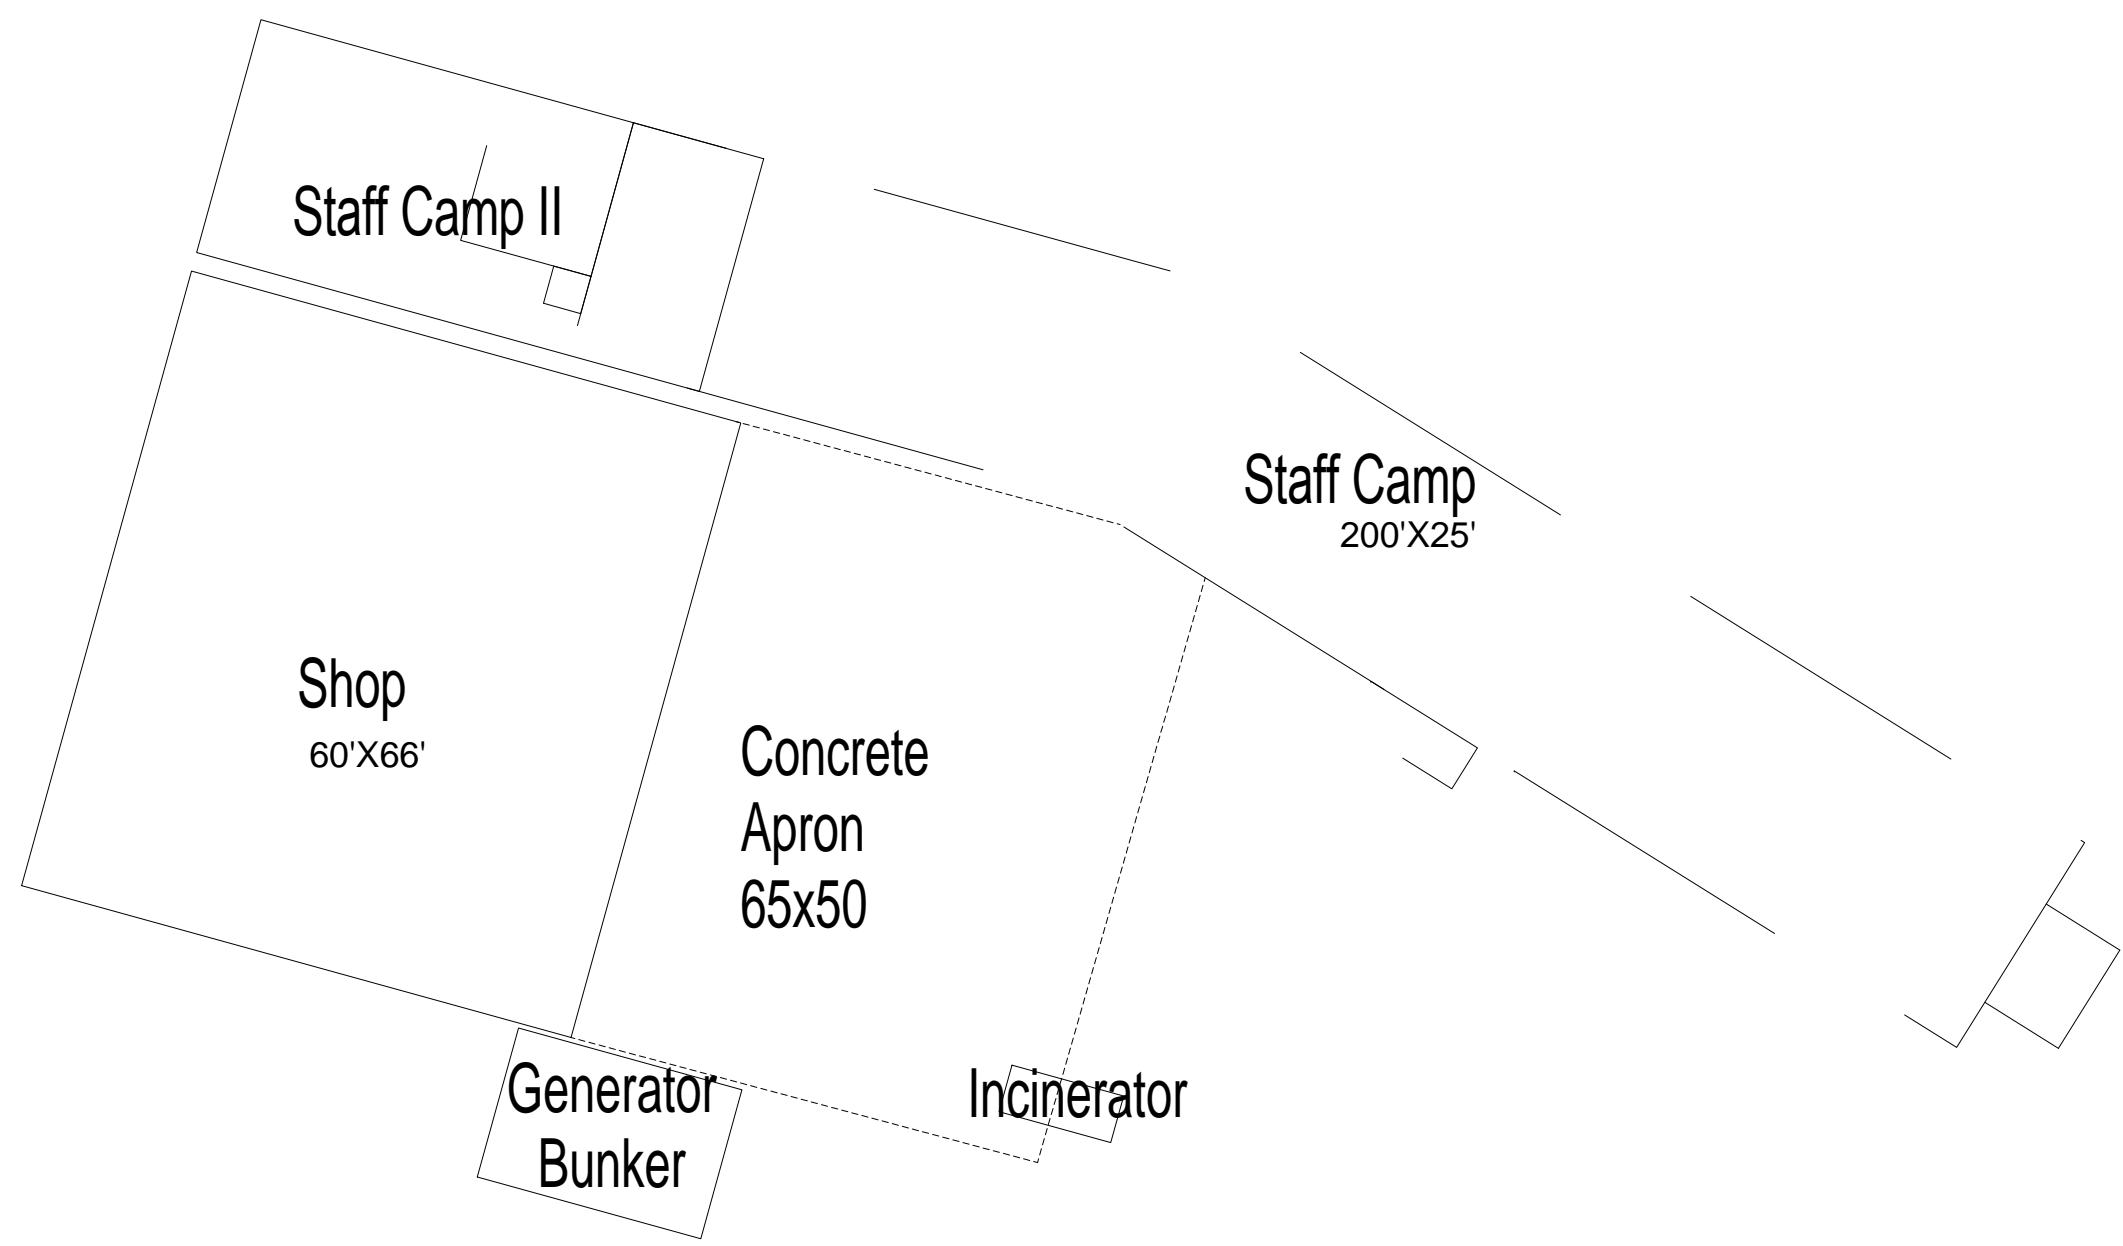 Staff Camp II
Staff Camp
200'X25'
Shop
60'X66'
Concrete
Apron
65x50
Generator
Bunker
Incinerator